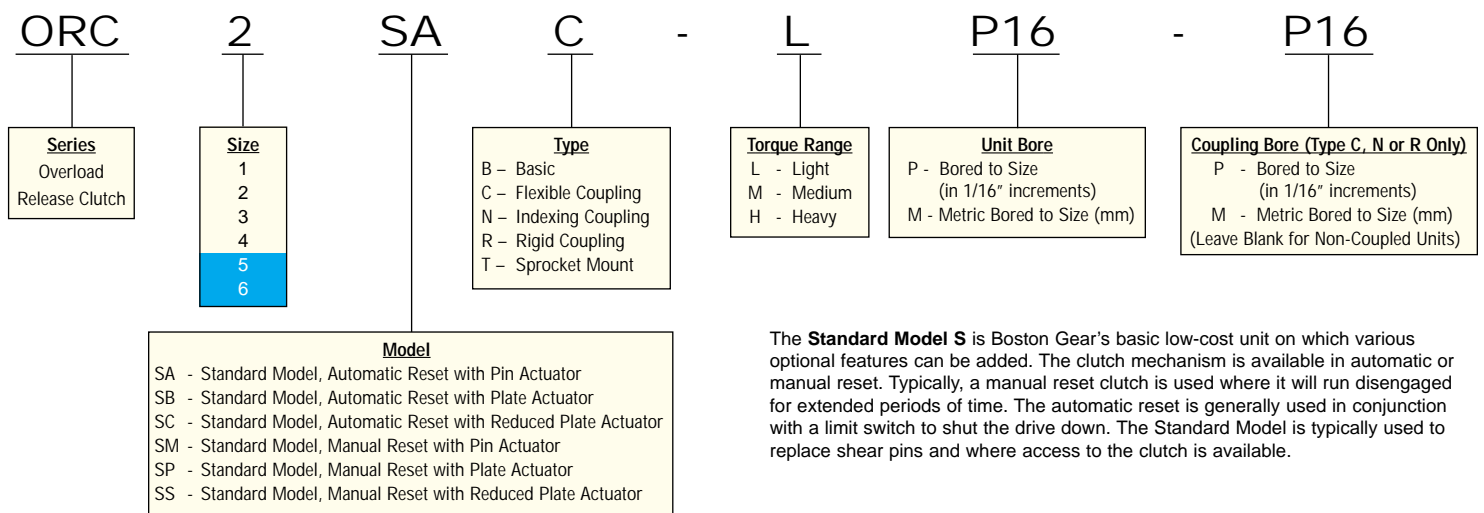 ORC 2 SA C - L P16 - P16
Series
Overload
Release Clutch
Size
1
2
3
4
5
6
Type
B – Basic
C – Flexible Coupling
N – Indexing Coupling
R – Rigid Coupling
T – Sprocket Mount
Torque Range
L - Light
M - Medium
H - Heavy
Unit Bore
P - Bored to Size
(in 1/16" increments)
M - Metric Bored to Size (mm)
Coupling Bore (Type C, N or R Only)
P - Bored to Size
(in 1/16" increments)
M - Metric Bored to Size (mm)
(Leave Blank for Non-Coupled Units)
Model
SA - Standard Model, Automatic Reset with Pin Actuator
SB - Standard Model, Automatic Reset with Plate Actuator
SC - Standard Model, Automatic Reset with Reduced Plate Actuator
SM - Standard Model, Manual Reset with Pin Actuator
SP - Standard Model, Manual Reset with Plate Actuator
SS - Standard Model, Manual Reset with Reduced Plate Actuator
The Standard Model S is Boston Gear's basic low-cost unit on which various
optional features can be added. The clutch mechanism is available in automatic or
manual reset. Typically, a manual reset clutch is used where it will run disengaged
for extended periods of time. The automatic reset is generally used in conjunction
with a limit switch to shut the drive down. The Standard Model is typically used to
replace shear pins and where access to the clutch is available.